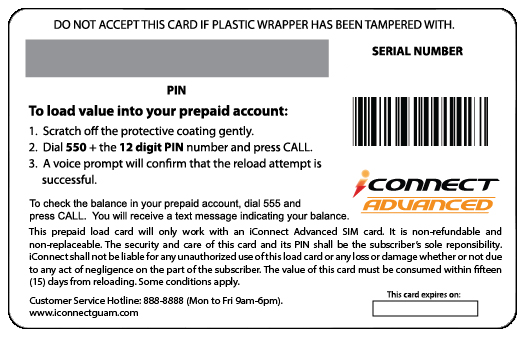 DO NOT ACCEPT THIS CARD IF PLASTIC WRAPPER HAS BEEN TAMPERED WITH.
SERIAL NUMBER
PIN
To load value into your prepaid account:
1. Scratch off the protective coating gently.
2. Dial 550 + the 12 digit PIN number and press CALL.
3. A voice prompt will confirm that the reload attempt is
successful.
iCONNECT
ADVANCED
To check the balance in your prepaid account, dial 555 and
press CALL. You will receive a text message indicating your balance.
This prepaid load card will only work with an iConnect Advanced SIM card. It is non-refundable and
non-replaceable. The security and care of this card and its PIN shall be the subscriber's sole reponsibility.
iConnect shall not be liable for any unauthorized use of this load card or any loss or damage whether or not due
to any act of negligence on the part of the subscriber. The value of this card must be consumed within fifteen
(15) days from reloading. Some conditions apply.
Customer Service Hotline: 888-8888 (Mon to Fri 9am-6pm).
www.iconnectguam.com
This card expires on: